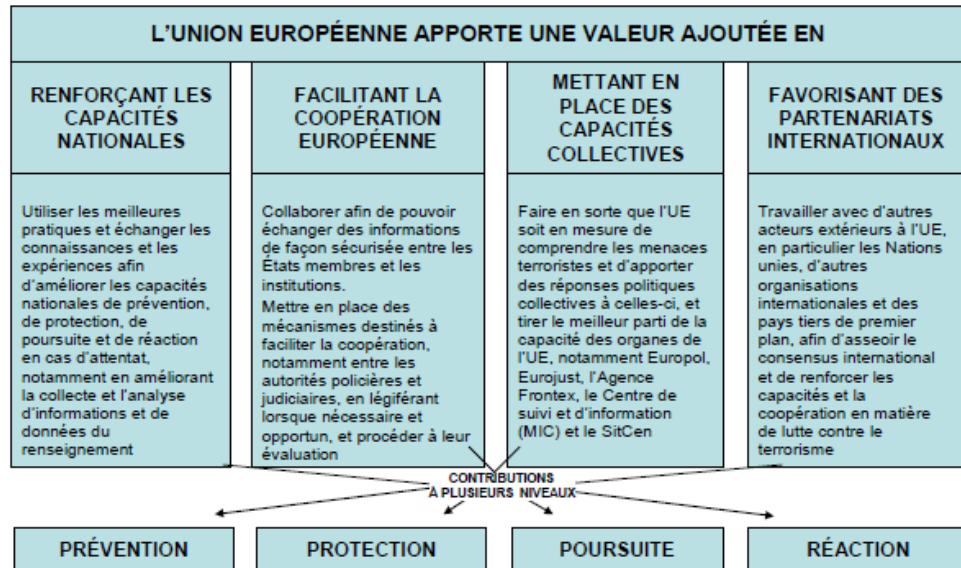 L'UNION EUROPÉENNE APPORTE UNE VALEUR AJOUTÉE EN
RENFORÇANT LES
CAPACITÉS
NATIONALES
Utiliser les meilleures
pratiques et échanger les
connaissances et les
expériences afin
d'améliorer les capacités
nationales de prévention,
de protection, de
poursuite et de réaction
en cas d'attentat,
notamment en améliorant
la collecte et l'analyse
d'informations et de
données du
renseignement
FACILITANT LA
COOPÉRATION
EUROPÉENNE
Collaborer afin de pouvoir
échanger des informations
de façon sécurisée entre les
États membres et les
institutions.
Mettre en place des
mécanismes destinés à
faciliter la coopération,
notamment entre les
autorités policières et
judiciaires, en légiférant
lorsque nécessaire et
opportun, et procéder à leur
évaluation
METTANT EN
PLACE DES
CAPACITÉS
COLLECTIVES
Faire en sorte que l'UE
soit en mesure de
comprendre les menaces
terroristes et d'apporter
des réponses politiques
collectives à celles-ci, et
tirer le meilleur parti de la
capacité des organes de
l'UE, notamment Europol,
Eurojust, l'Agence
Frontex, le Centre de
suivi et d'information
(MIC) et le SitCen
FAVORISANT DES
PARTENARIATS
INTERNATIONAUX
Travailler avec d'autres
acteurs extérieurs à l'UE,
en particulier les Nations
unies, d'autres
organisations
internationales et des
pays tiers de premier
plan, afin d'asseoir le
consensus international
et de renforcer les
capacités et la
coopération en matière
de lutte contre le
terrorisme
CONTRIBUTIONS
À PLUSIEURS NIVEAUX
PRÉVENTION
PROTECTION
POURSUITE
RÉACTION